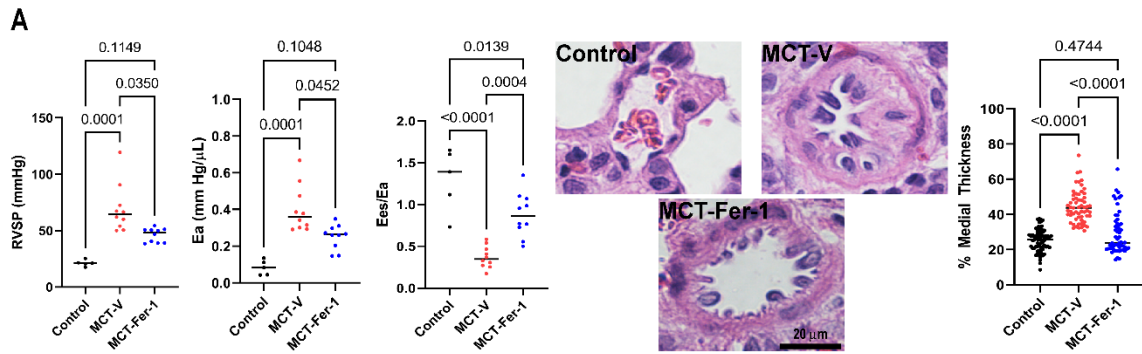 A
0.1149
0.0350
0.0001
RVSP (mmHg)
150
100
50
0
Control
MCT-V
MCT-Fer-1
0.1048
0.0452
0.0001
Ea (mm Hg/μL)
1.0
0.8
0.6
0.4
0.2
0.0
Control
MCT-V
MCT-Fer-1
0.0139
0.0004
<0.0001
Ees/Ea
2.0
1.5
1.0
0.5
0.0
Control
MCT-V
MCT-Fer-1
Control
MCT-V
MCT-Fer-1
20 μm
0.4744
<0.0001
<0.0001
% Medial Thickness
100
80
60
40
20
0
Control
MCT-V
MCT-Fer-1